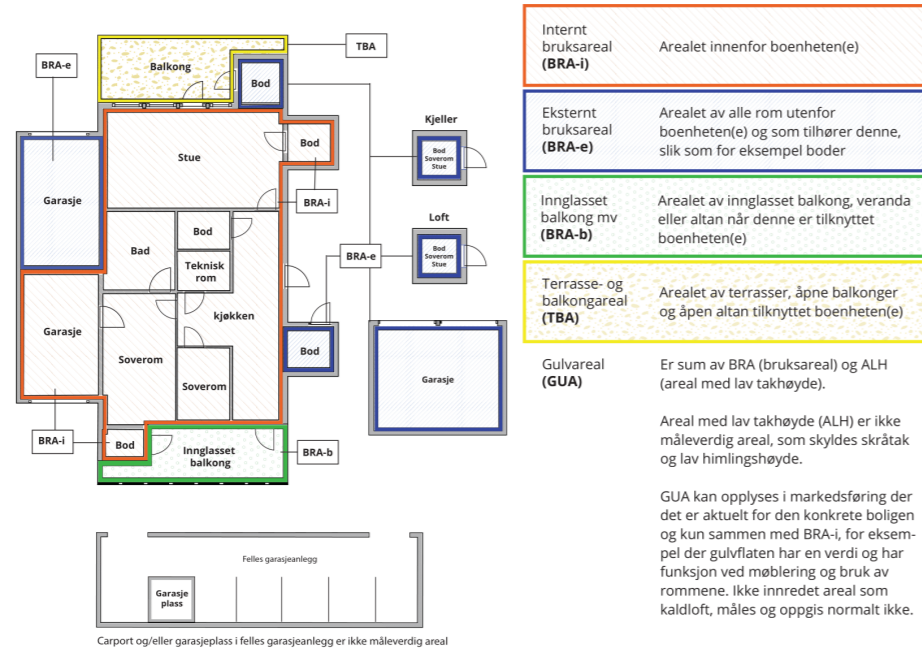 TBA
BRA-e
Balkong
Bod
Kjeller
Stue
Bod
Bod
Soverom
Stue
Garasje
BRA-i
Loft
Bad
Bod
BRA-e
Bod
Soverom
Stue
Teknisk
rom
kjøkken
Garasje
Soverom
Bod
Garasje
Soverom
BRA-i
Bod
Innglasset
balkong
BRA-b
Felles garasjeanlegg
Garasje
plass
Carport og/eller garasjeplass i felles garasjeanlegg er ikke måleverdig areal
Internt
bruksareal
(BRA-i)
Arealet innenfor boenheten(e)
Eksternt
bruksareal
(BRA-e)
Arealet av alle rom utenfor
boenheten(e) og som tilhører denne,
slik som for eksempel boder
Innglasset
balkong mv
(BRA-b)
Arealet av innglasset balkong, veranda
eller altan når denne er tilknyttet
boenheten(e)
Terrasse- og
balkongareal
(TBA)
Arealet av terrasser, åpne balkonger
og åpen altan tilknyttet boenheten(e)
Gulvareal
(GUA)
Er sum av BRA (bruksareal) og ALH
(areal med lav takhøyde).
Areal med lav takhøyde (ALH) er ikke
måleverdig areal, som skyldes skråtak
og lav himlingshøyde.
GUA kan opplyses i markedsføring der
det er aktuelt for den konkrete boligen
og kun sammen med BRA-i, for eksem-
pel der gulvflaten har en verdi og har
funksjon ved møblering og bruk av
rommene. Ikke innredet areal som
kaldloft, måles og oppgis normalt ikke.